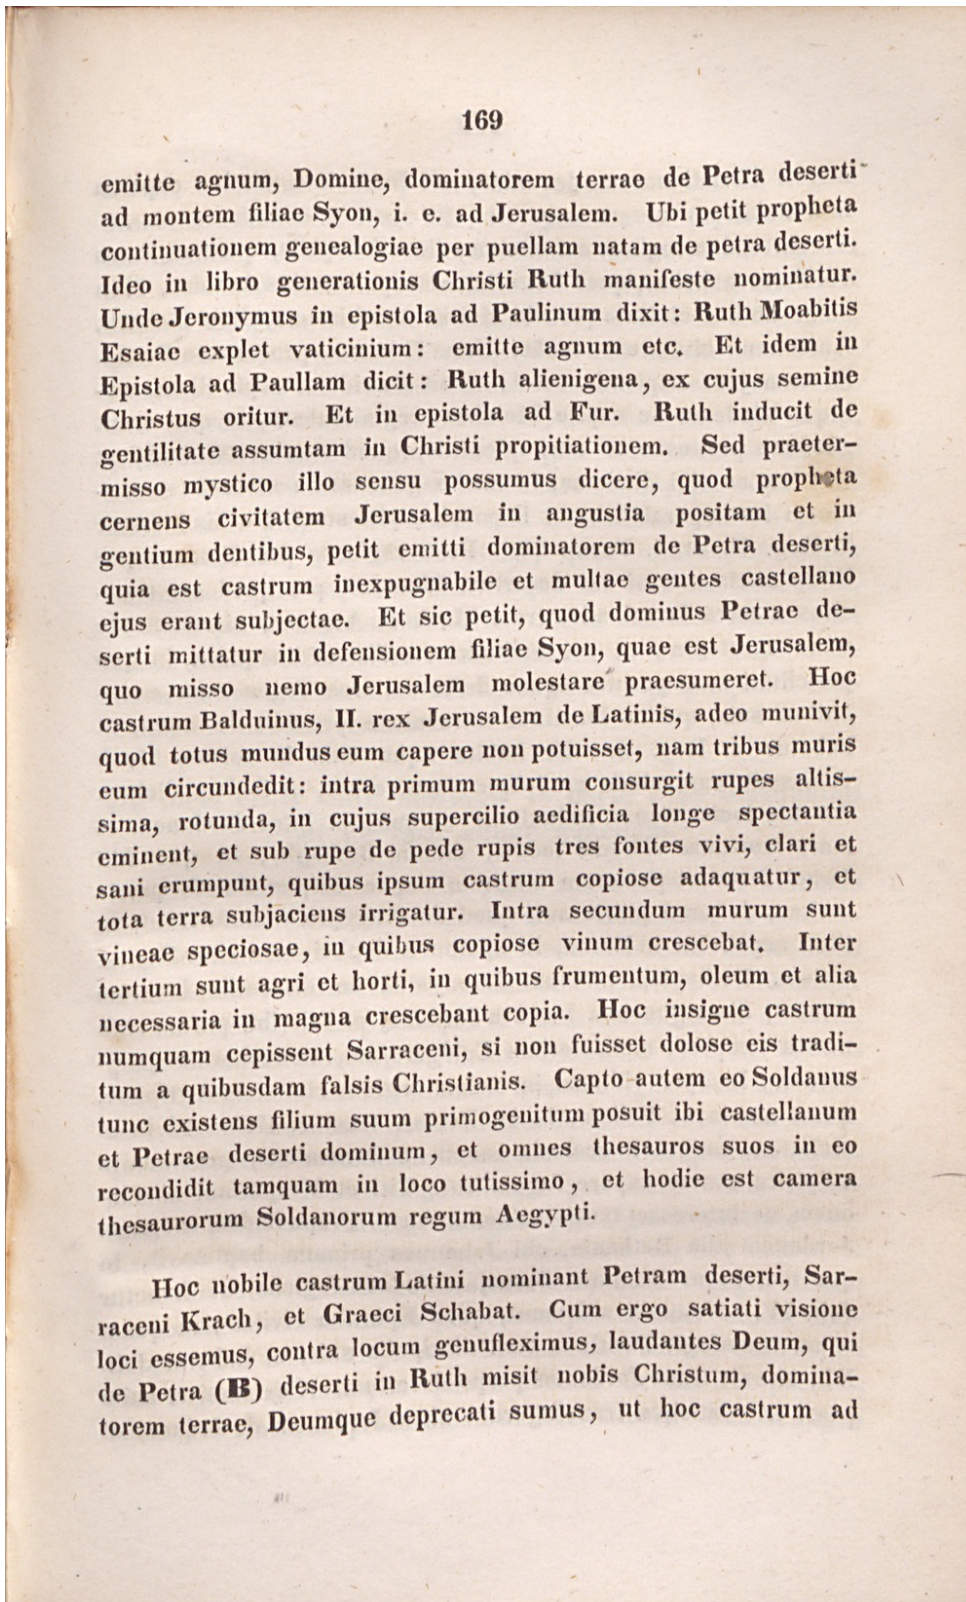 169
emitte agnum, Domine, dominatorem terrae de Petra deserti
ad montem filiae Syon, i. e. ad Jerusalem. Ubi petit propheta
continuationem genealogiae per puellam natam de petra deserti.
Ideo in libro generationis Christi Ruth manifeste nominatur.
Unde Jeronymus in epistola ad Paulinum dixit: Ruth Moabitis
Esaiae explet vaticinium: emitte agnum etc. Et idem in
Epistola ad Paullam dicit: Ruth alienigena, ex cujus semine
Christus oritur. Et in epistola ad Fur. Ruth inducit de
gentilitate assumtam in Christi propitiationem. Sed praeter-
misso mystico illo sensu possumus dicere, quod propheta
cernens civitatem Jerusalem in angustia positam et in
gentium dentibus, petit emitti dominatorem de Petra deserti,
quia est castrum inexpugnabile et multae gentes castellano
ejus erant subjectae. Et sic petit, quod dominus Petrae de-
serti mittatur in defensionem filiae Syon, quae est Jerusalem,
quo misso nemo Jerusalem molestare praesumeret. Hoc
castrum Balduinus, II. rex Jerusalem de Latinis, adeo munivit,
quod totus mundus eum capere non potuisset, nam tribus muris
eum circundedit: intra primum murum consurgit rupes altis-
sima, rotunda, in cujus supercilio aedificia longe spectantia
eminent, et sub rupe de pede rupis tres fontes vivi, clari et
sani erumpunt, quibus ipsum castrum copiose adaquatur, et
tota terra subjaciens irrigatur. Intra secundum murum sunt
vineae speciosae, in quibus copiose vinum crescebat. Inter
tertium sunt agri et horti, in quibus frumentum, oleum et alia
necessaria in magna crescebant copia. Hoc insigne castrum
numquam cepissent Sarraceni, si non fuisset dolose eis tradi-
tum a quibusdam falsis Christianis. Capto autem eo Soldanus
tunc existens filium suum primogenitum posuit ibi castellanum
et Petrae deserti dominum, et omnes thesauros suos in eo
recondidit tamquam in loco tutissimo, et hodie est camera
thesaurorum Soldanorum regum Aegypti.
Hoc nobile castrum Latini nominant Petram deserti, Sar-
raceni Krach, et Graeci Schabat. Cum ergo satiati visione
loci essemus, contra locum genufleximus, laudantes Deum, qui
de Petra (B) deserti in Ruth misit nobis Christum, domina-
torem terrae, Deumque deprecati sumus, ut hoc castrum ad